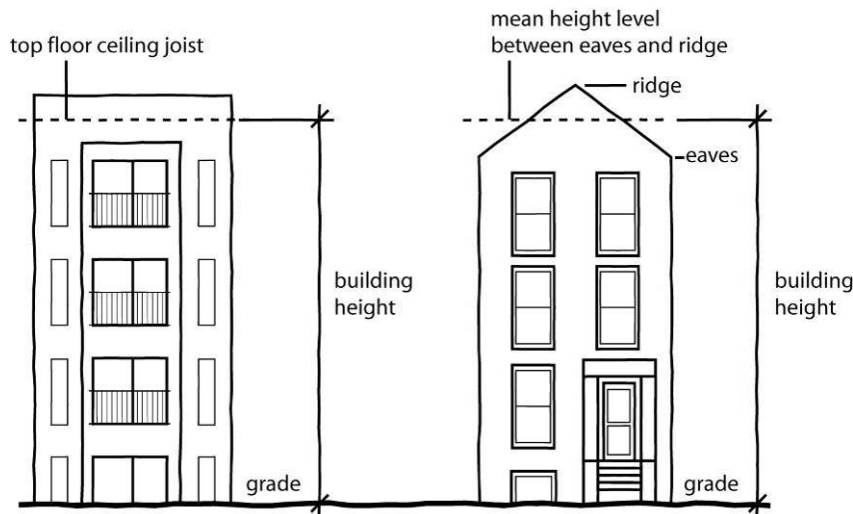 top floor ceiling joist
building
height
grade
mean height level
between eaves and ridge
ridge
eaves
building
height
grade